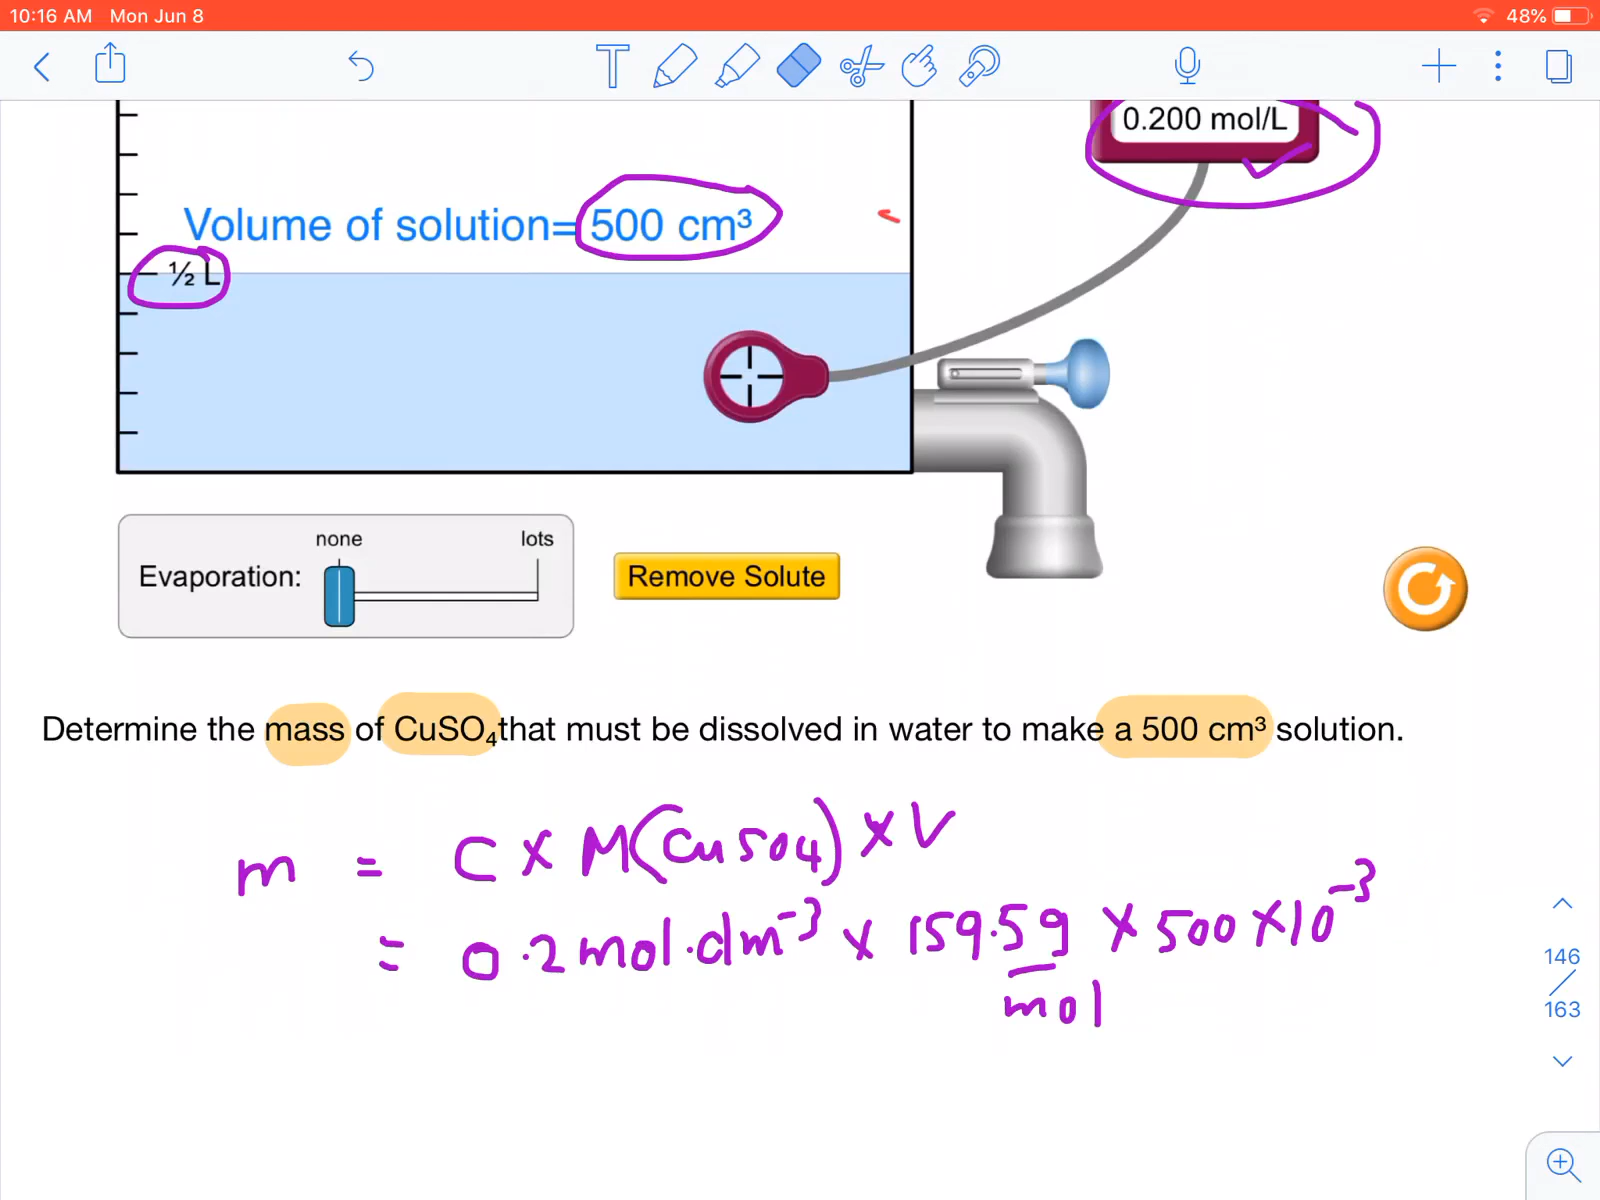 10:16 AM Mon Jun 8
48%
0.200 mol/L
Volume of solution= 500 cm³
½ L
none lots
Evaporation:
Remove Solute
Determine the mass of CuSO₄ that must be dissolved in water to make a 500 cm³ solution.
m = C × M(CuSO4) × V
= 0.2 mol.dm⁻³ × 159.5g × 500 × 10⁻³
mol
146
163